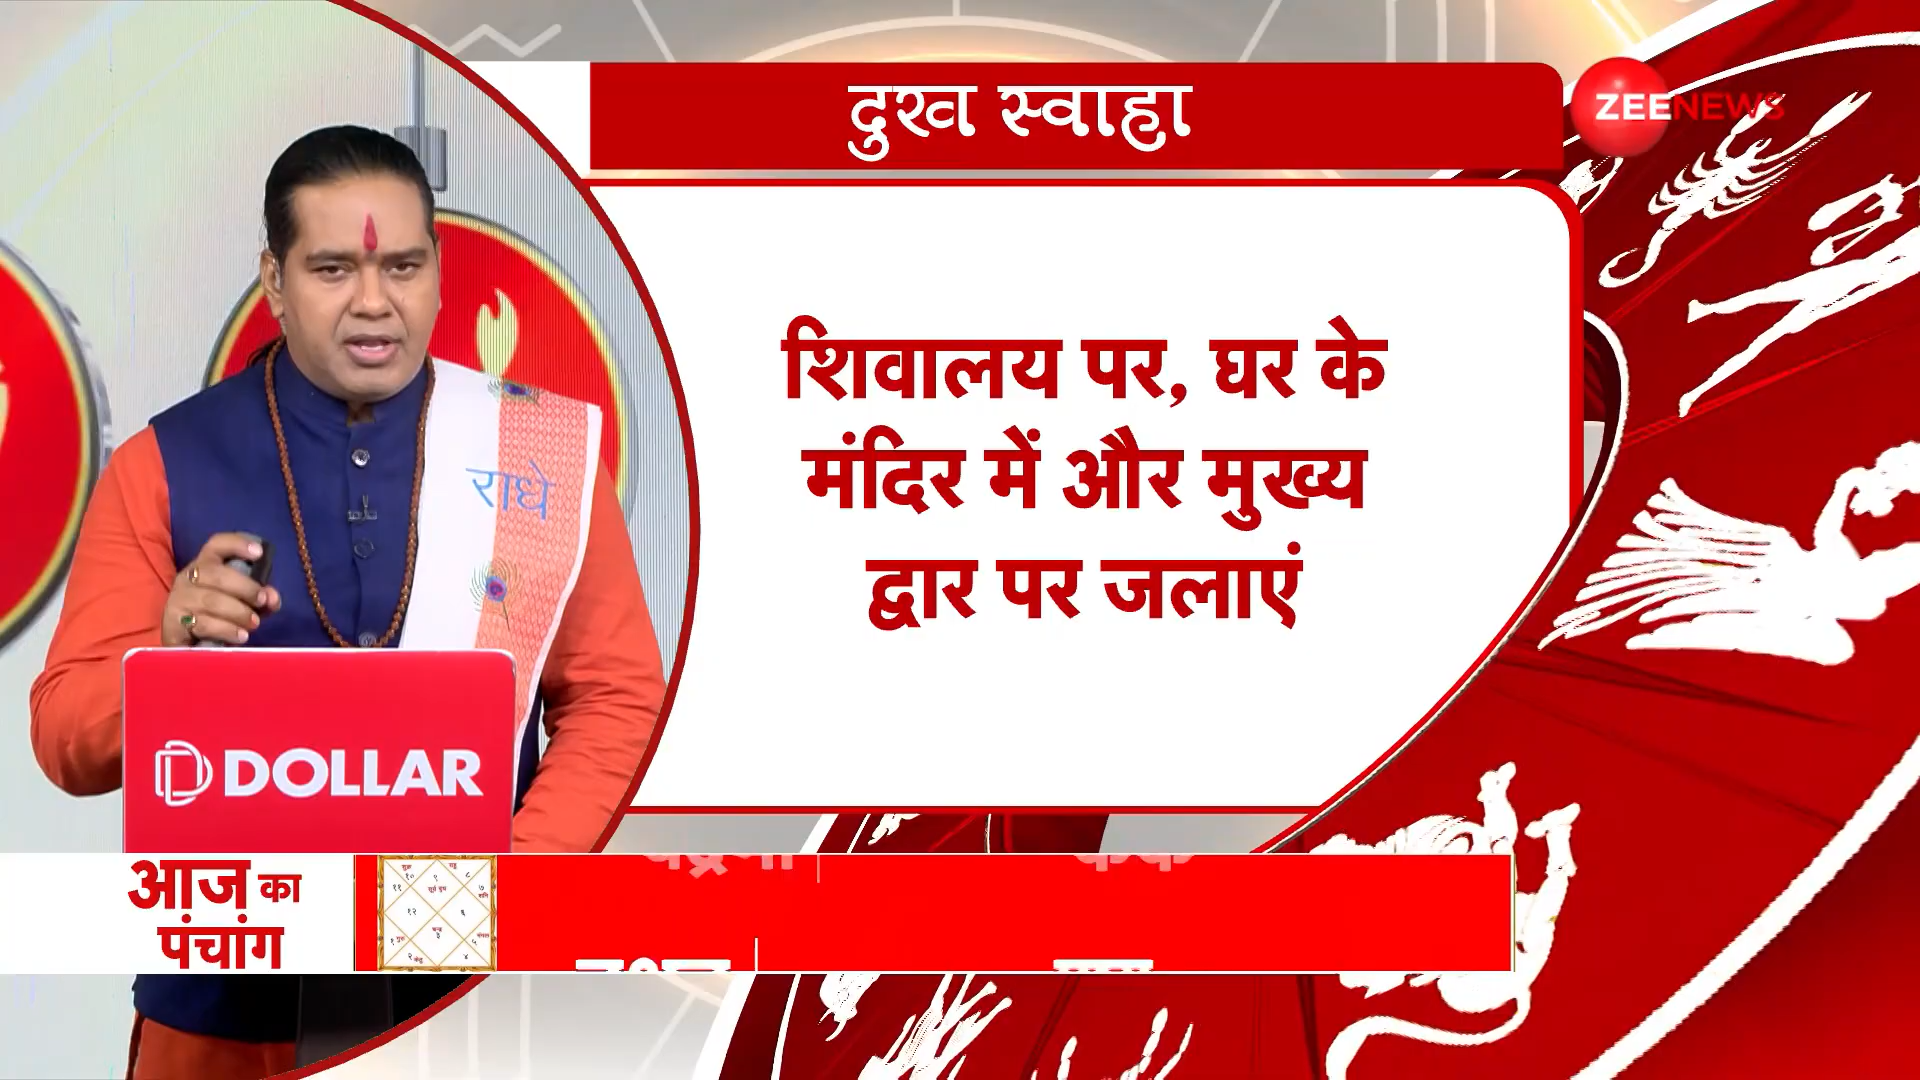 दुख स्वाहा
ZEENEWS
शिवालय पर, घर के
मंदिर में और मुख्य
द्वार पर जलाएं
राधे
DOLLAR
आज का
पंचांग